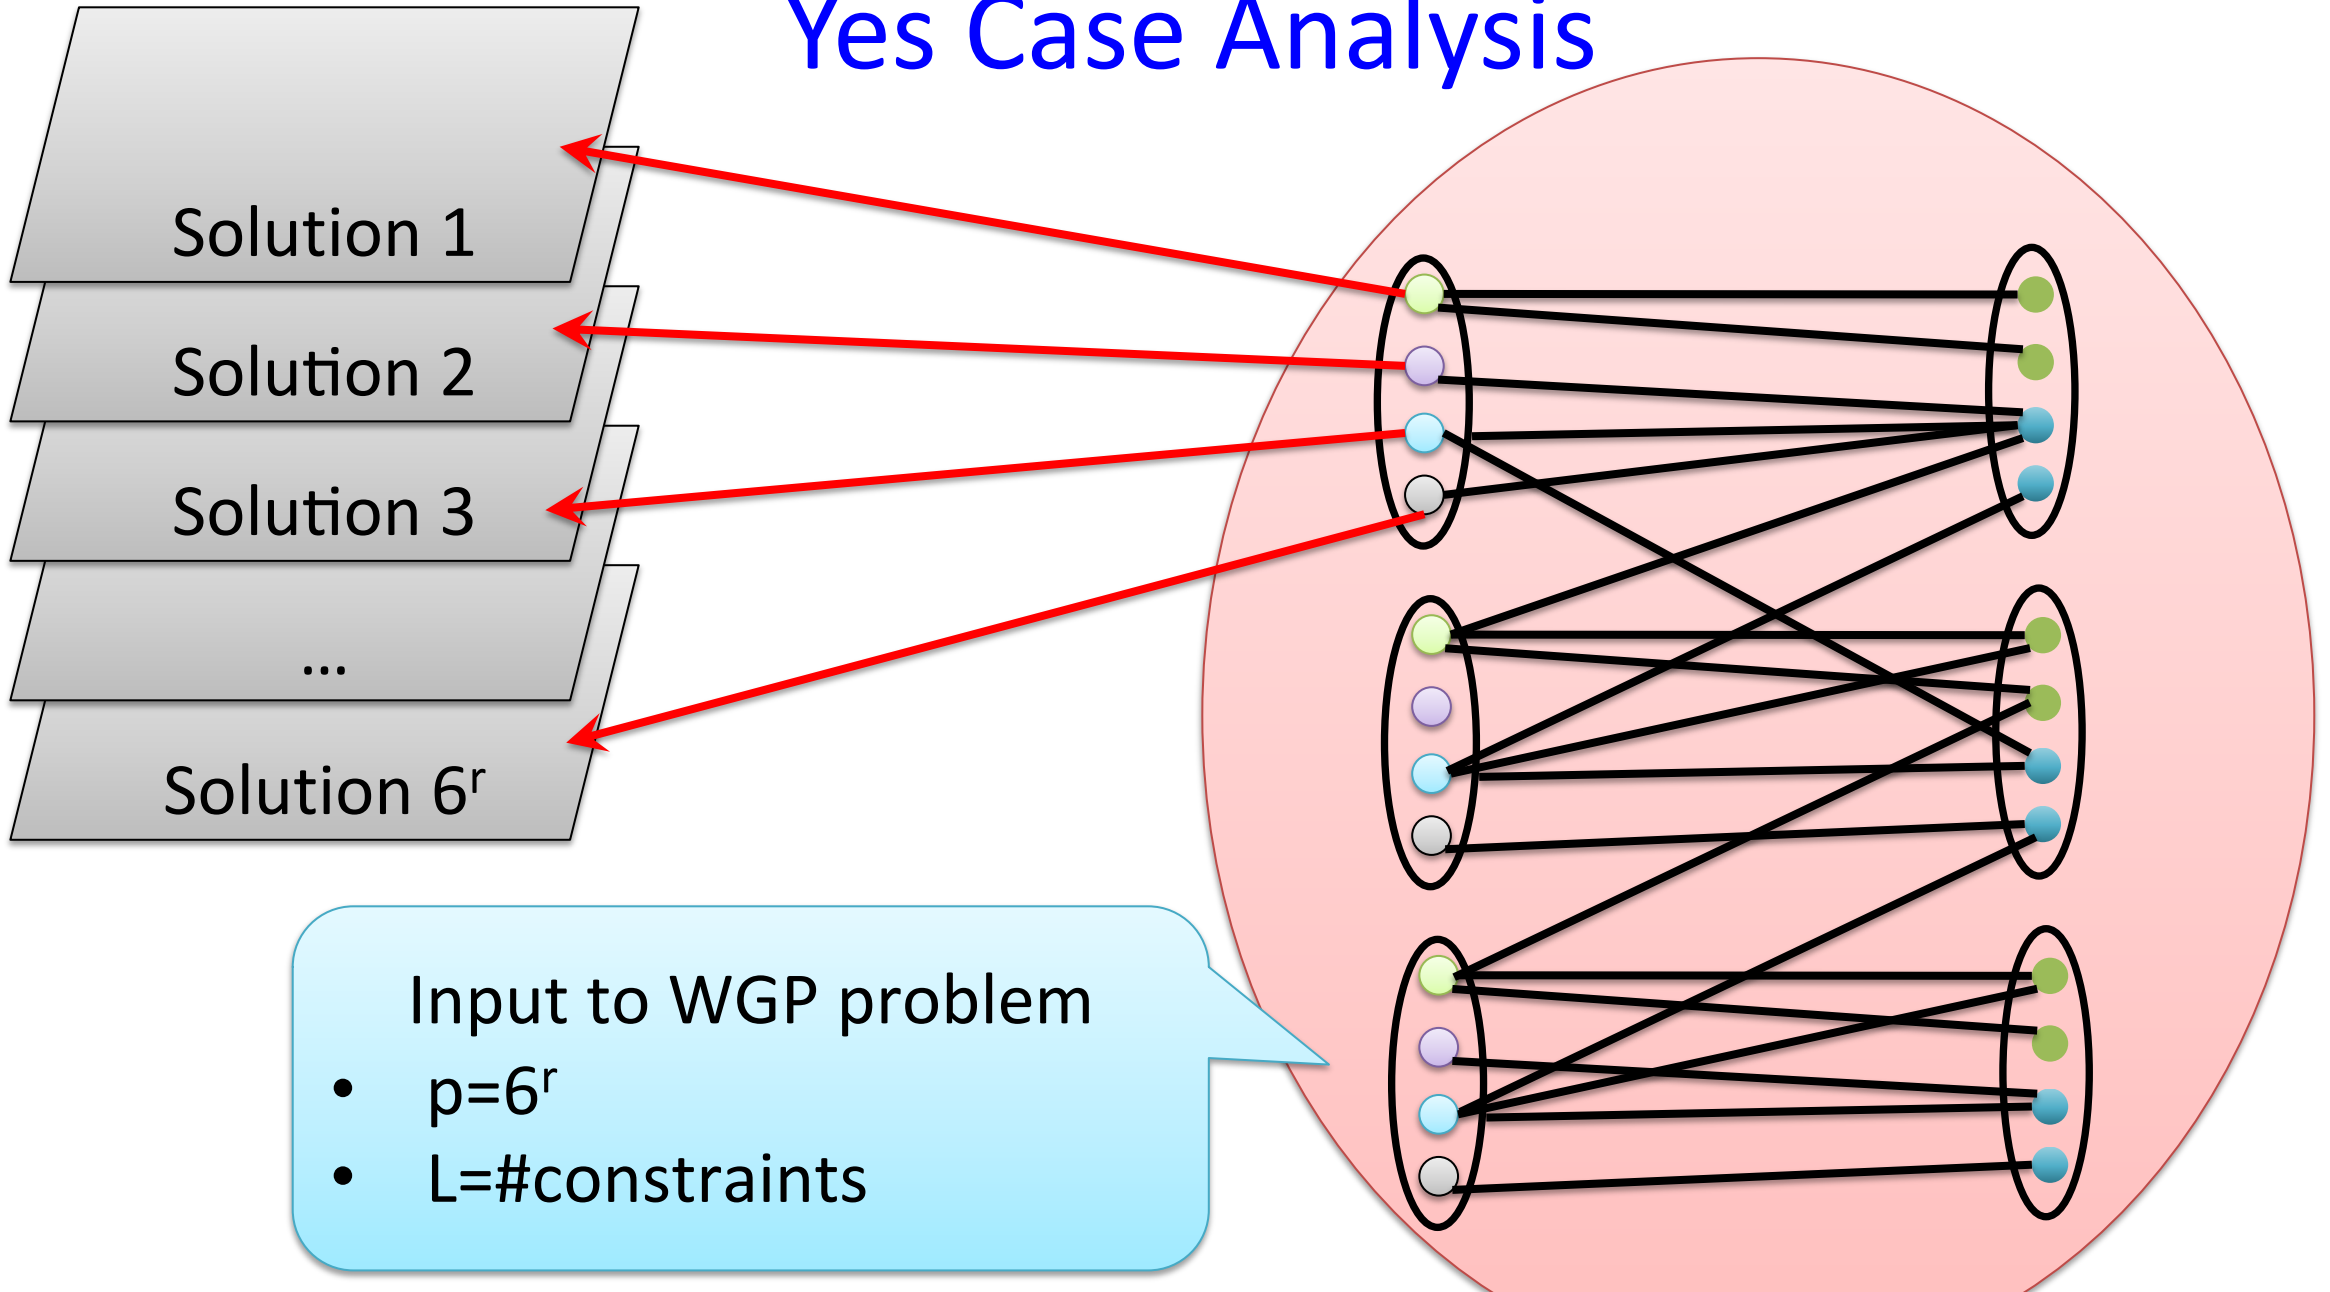 Yes Case Analysis
Solution 1
Solution 2
Solution 3
...
Solution 6ʳ
Input to WGP problem
• p=6ʳ
• L=#constraints